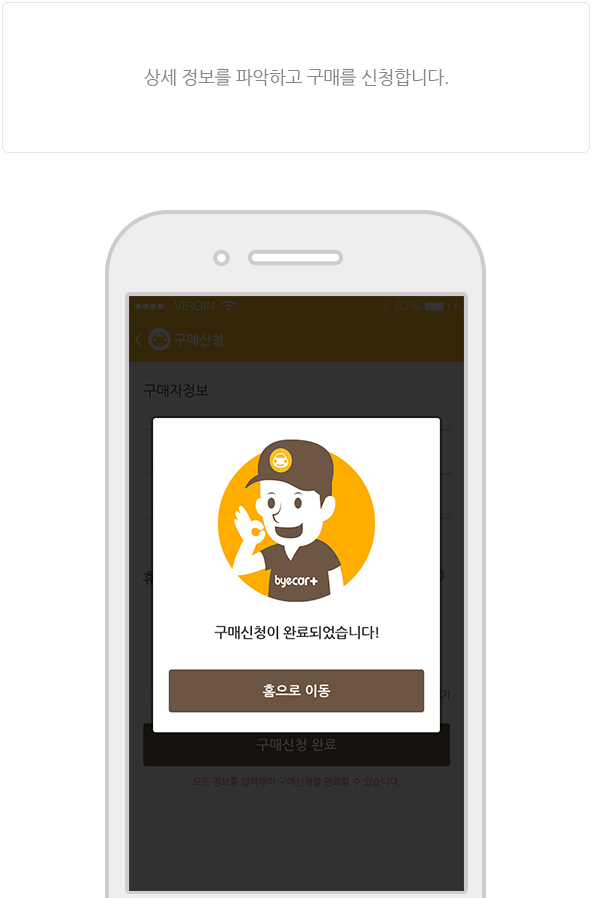 상세 정보를 파악하고 구매를 신청합니다.
VIRGIN
82%
구매신청
구매자정보
byecar+
구매신청이 완료되었습니다!
홈으로 이동
기
구매신청 완료
모든 정보를 입력해야 구매신청을 완료할 수 있습니다.